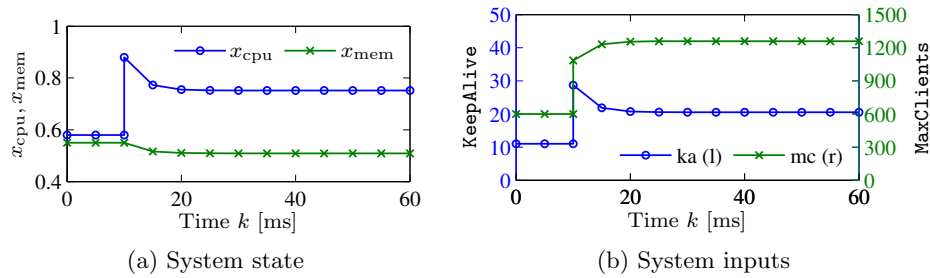 1
0.8
0.6
0.4
x_cpu, x_mem
x_cpu
x_mem
0 20 40 60
Time k [ms]
(a) System state
50
40
30
20
10
0
KeepAlive
1500
1200
900
600
300
0
MaxClients
ka (l)
mc (r)
0 20 40 60
Time k [ms]
(b) System inputs